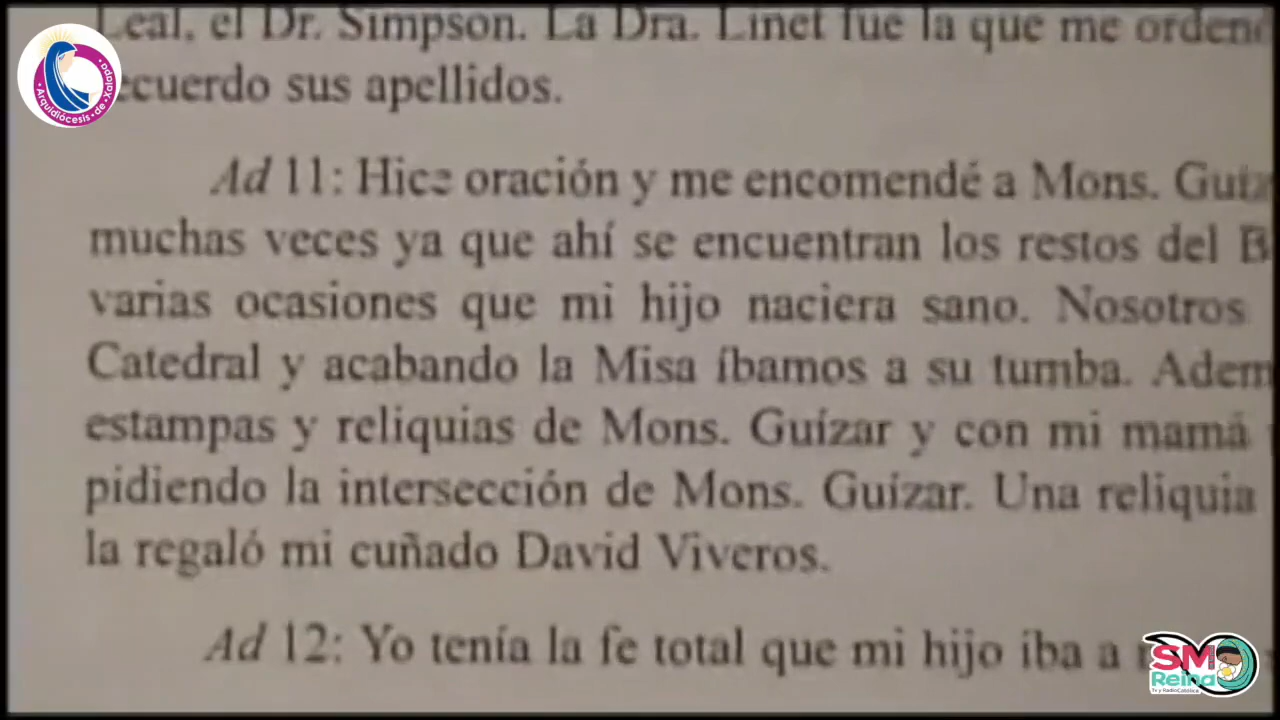 Leal, el Dr. Simpson. La Dra. Linet fue la que me
recuerdo sus apellidos.
Ad 11: Hice oración y me encomendé a Mons.
muchas veces ya que ahí se encuentran los restos del
varias ocasiones que mi hijo naciera sano. Nosotros
Catedral y acabando la Misa íbamos a su tumba.
estampas y reliquias de Mons. Guízar y con mi mamá
pidiendo la intersección de Mons. Guízar. Una reliquia
la regaló mi cuñado David Viveros.
Ad 12: Yo tenía la fe total que mi hijo iba a
Arquidiócesis de Xalapa
SM
Reina
Tv y Radio Católica